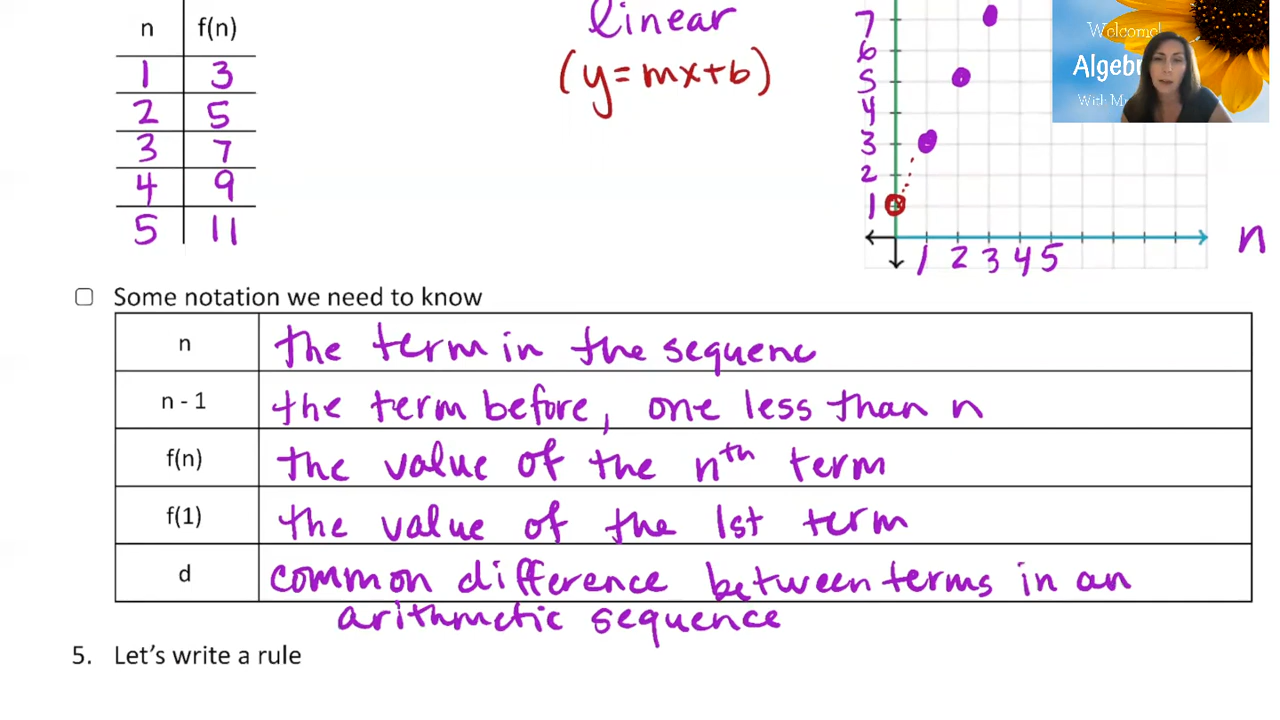 n f(n)
1 3
2 5
3 7
4 9
5 11
linear
(y=mx+b)
7
6
5
4
3
2
1
1 2 3 4 5
n
Welcome!
Algeb
With M
Some notation we need to know
n the term in the sequenc
n - 1 the term before, one less than n
f(n) the value of the nth term
f(1) the value of the 1st term
d common difference between terms in an
arithmetic sequence
5. Let's write a rule